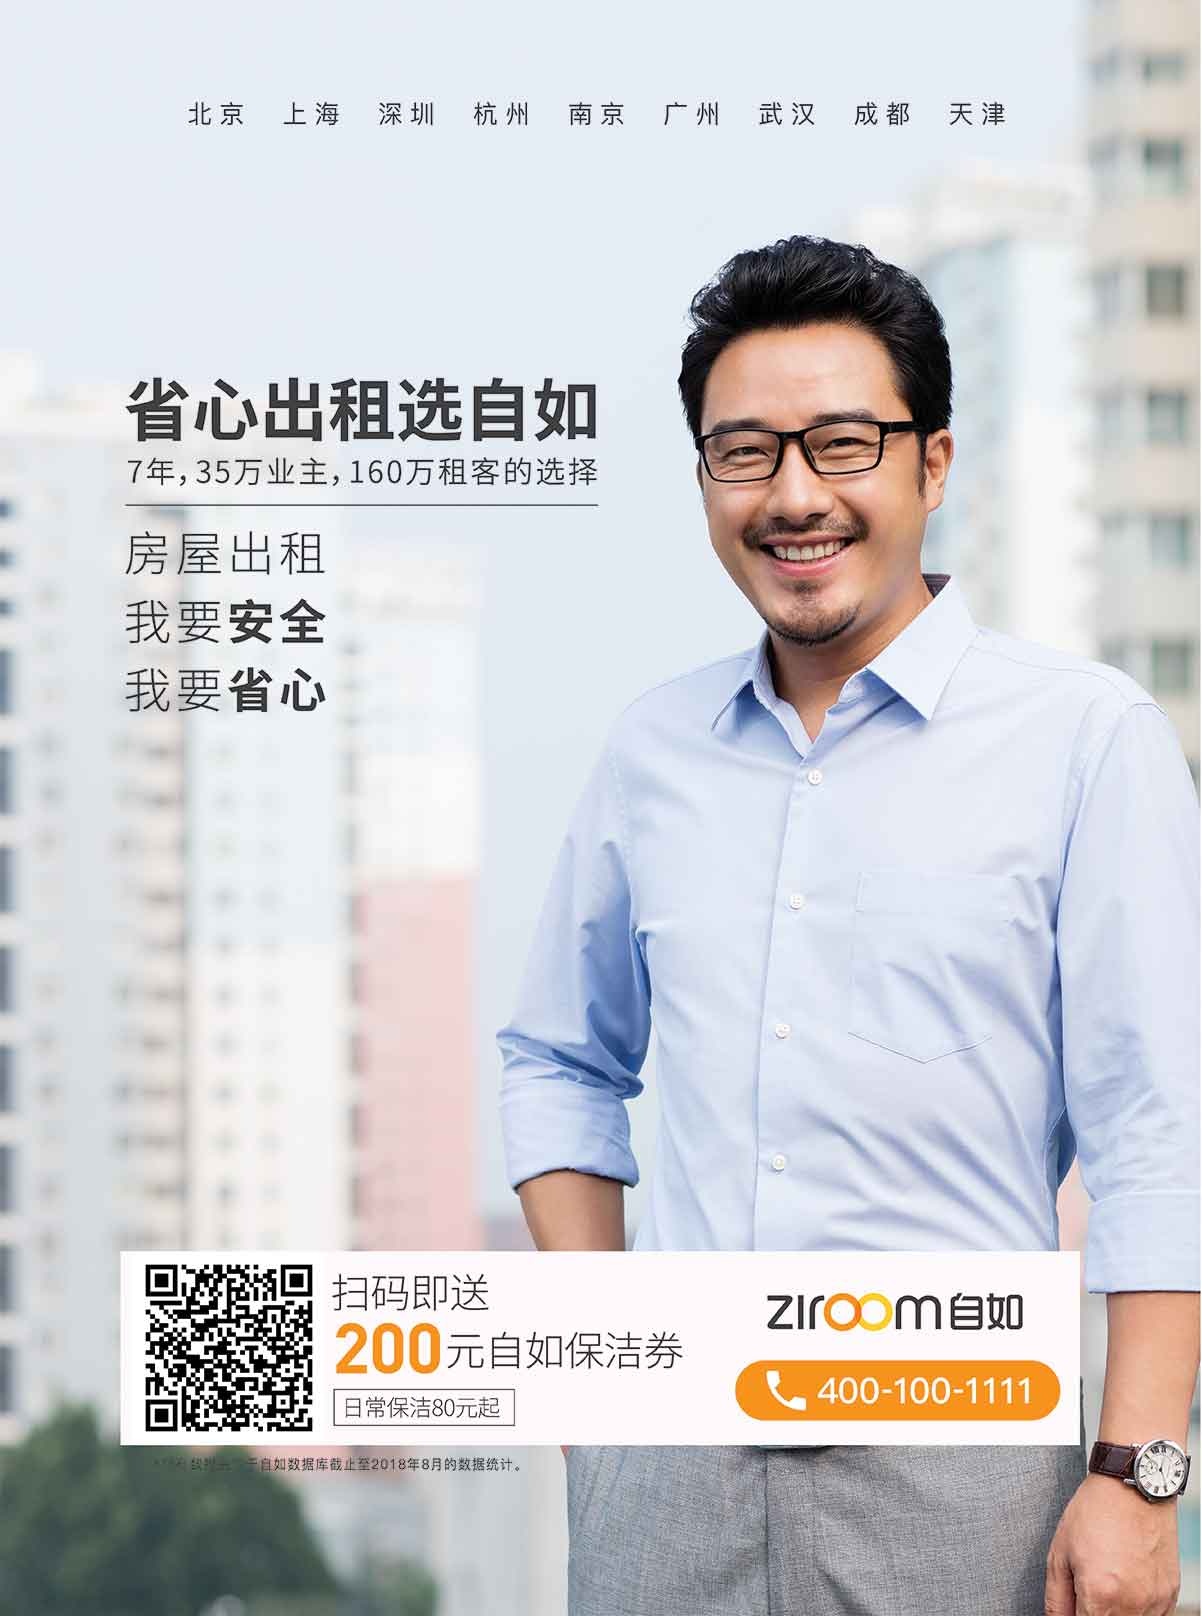 北京 上海 深圳 杭州 南京 广州 武汉 成都 天津
省心出租选自如
7年，35万业主，160万租客的选择
房屋出租
我要安全
我要省心
扫码即送
200元自如保洁券
日常保洁80元起
ziroom自如
400-100-1111
自如数据库截止至2018年8月的数据统计。